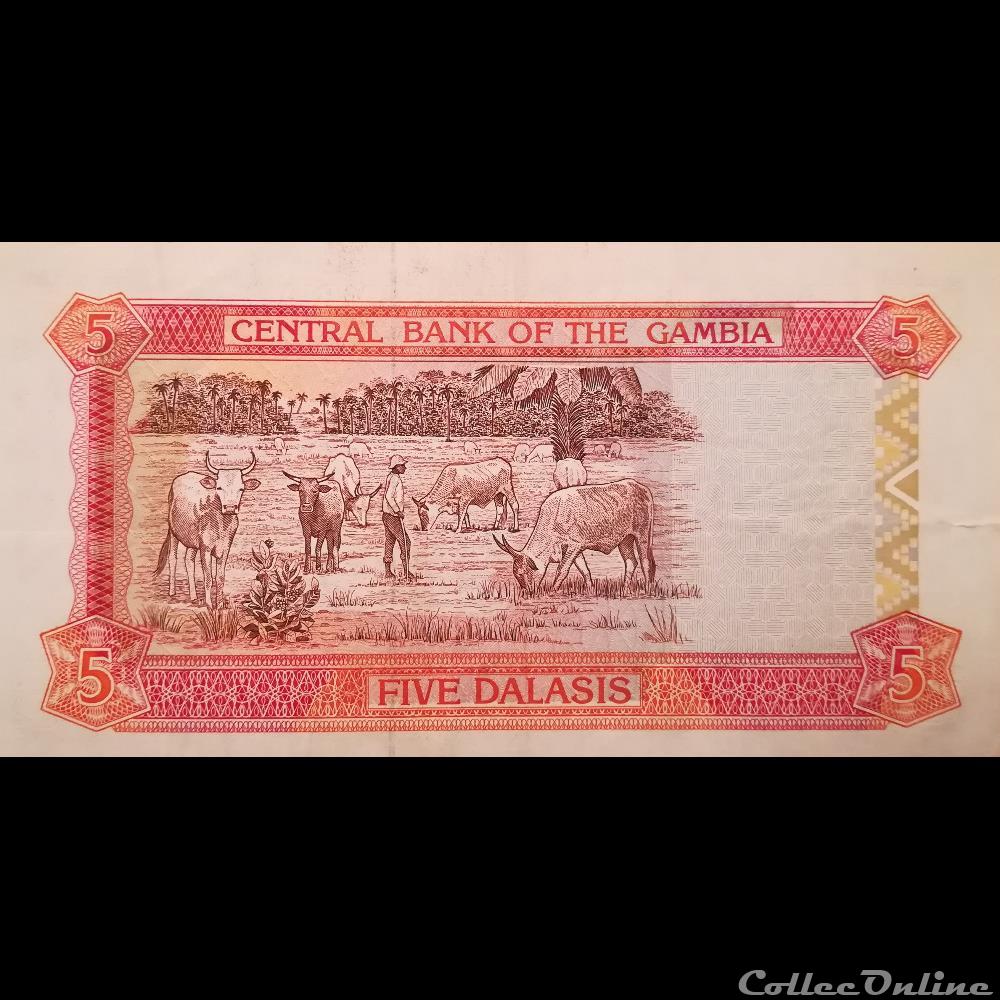 5 CENTRAL BANK OF THE GAMBIA 5
5 FIVE DALASIS 5
CollecOnline